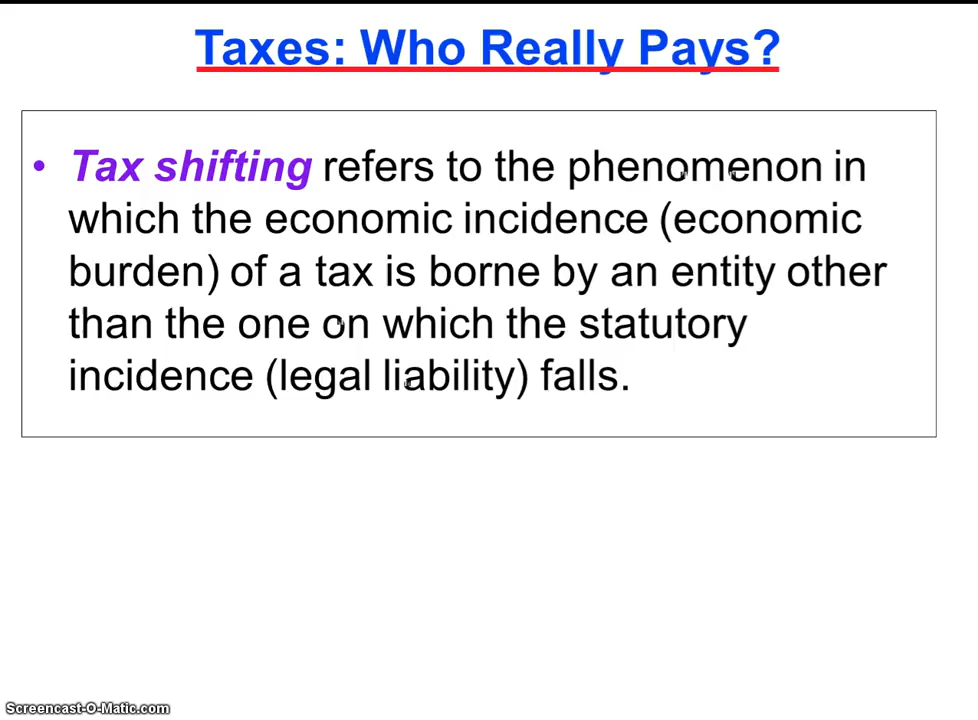 Taxes: Who Really Pays?
• Tax shifting refers to the phenomenon in
which the economic incidence (economic
burden) of a tax is borne by an entity other
than the one on which the statutory
incidence (legal liability) falls.
Screencast-O-Matic.com